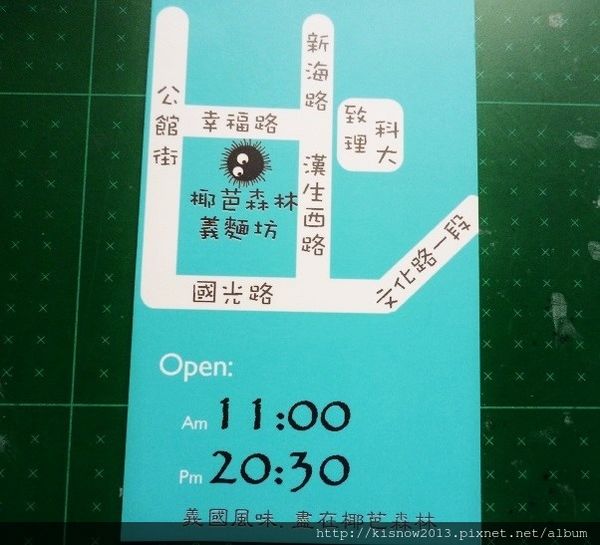 新海路
公館街
幸福路
致理
科大
漢生西路
椰芭森林
義麵坊
國光路
文化路一段
Open:
Am 11:00
Pm 20:30
義國風味.盡在椰芭森林
http://kisnow2013.pixnet.net/album